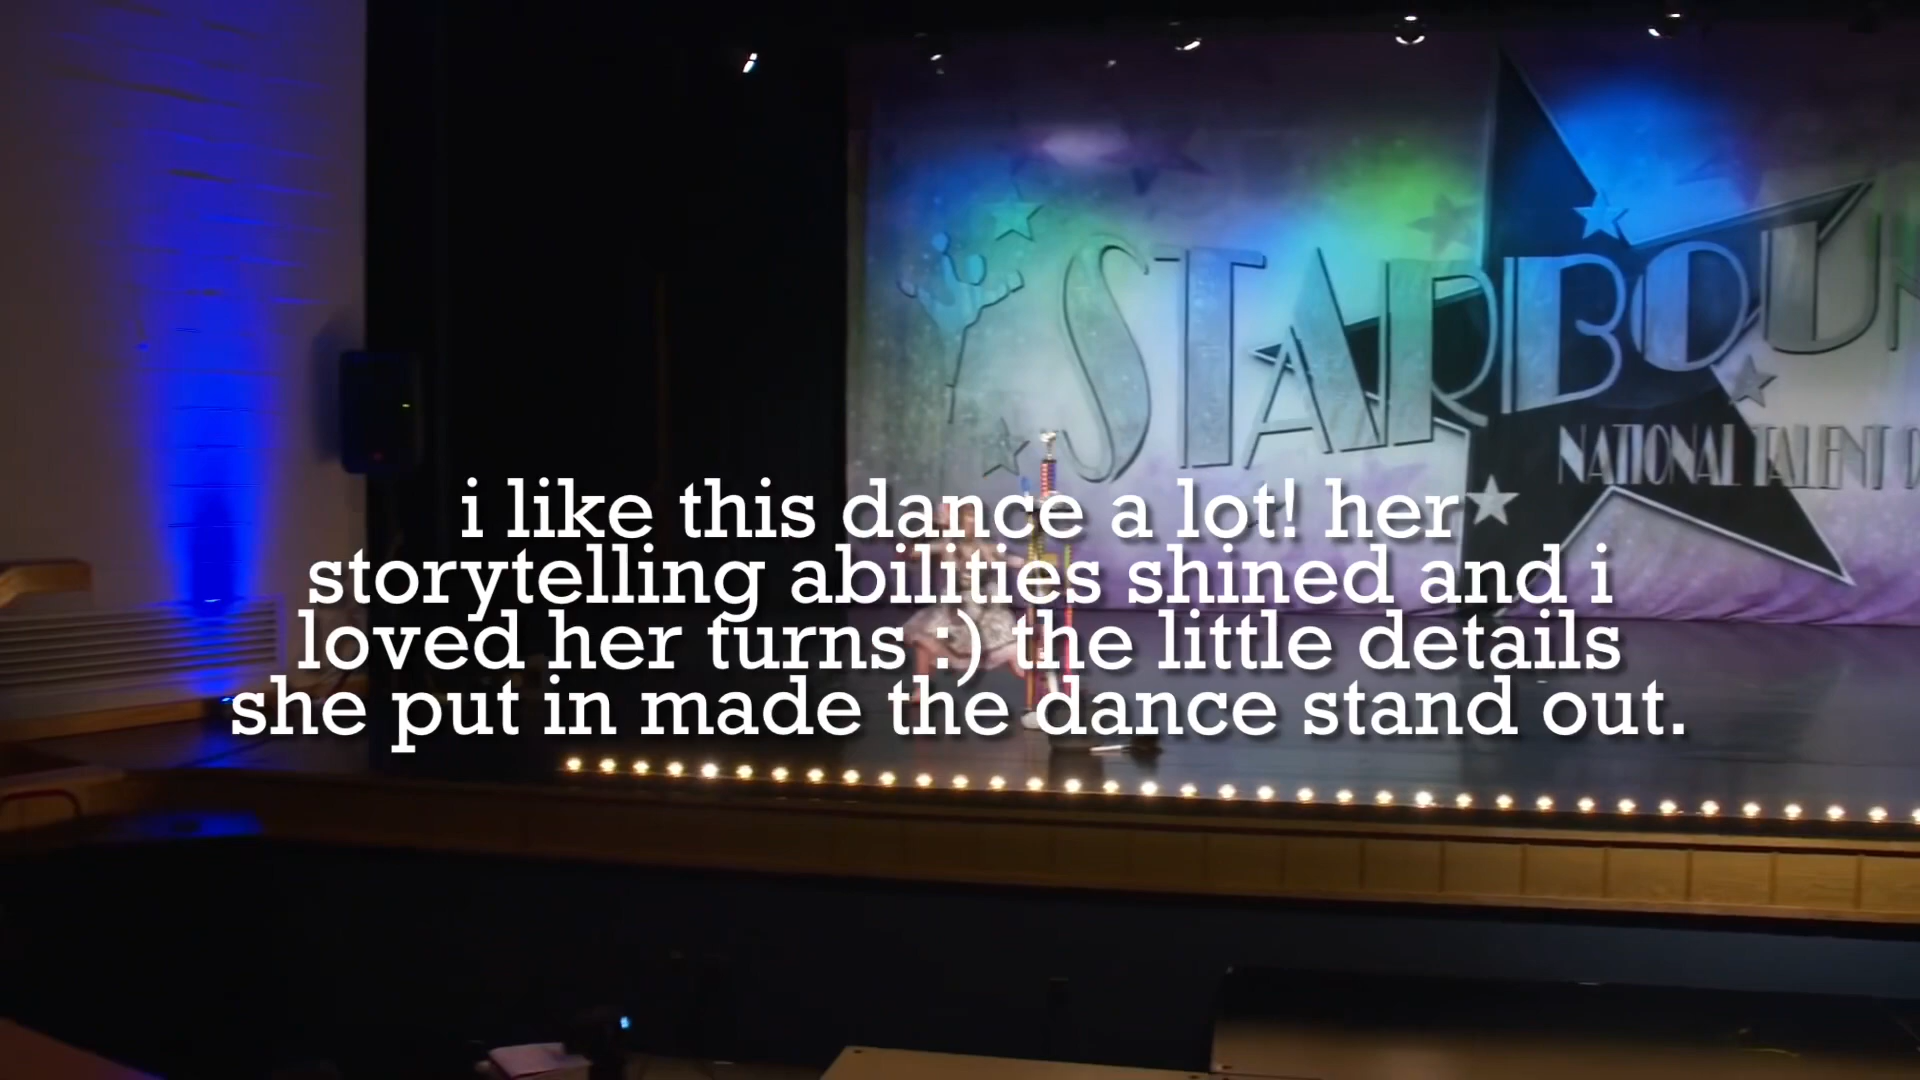 STARBOUN
NATIONAL TALENT
i like this dance a lot! her
storytelling abilities shined and i
loved her turns :) the little details
she put in made the dance stand out.